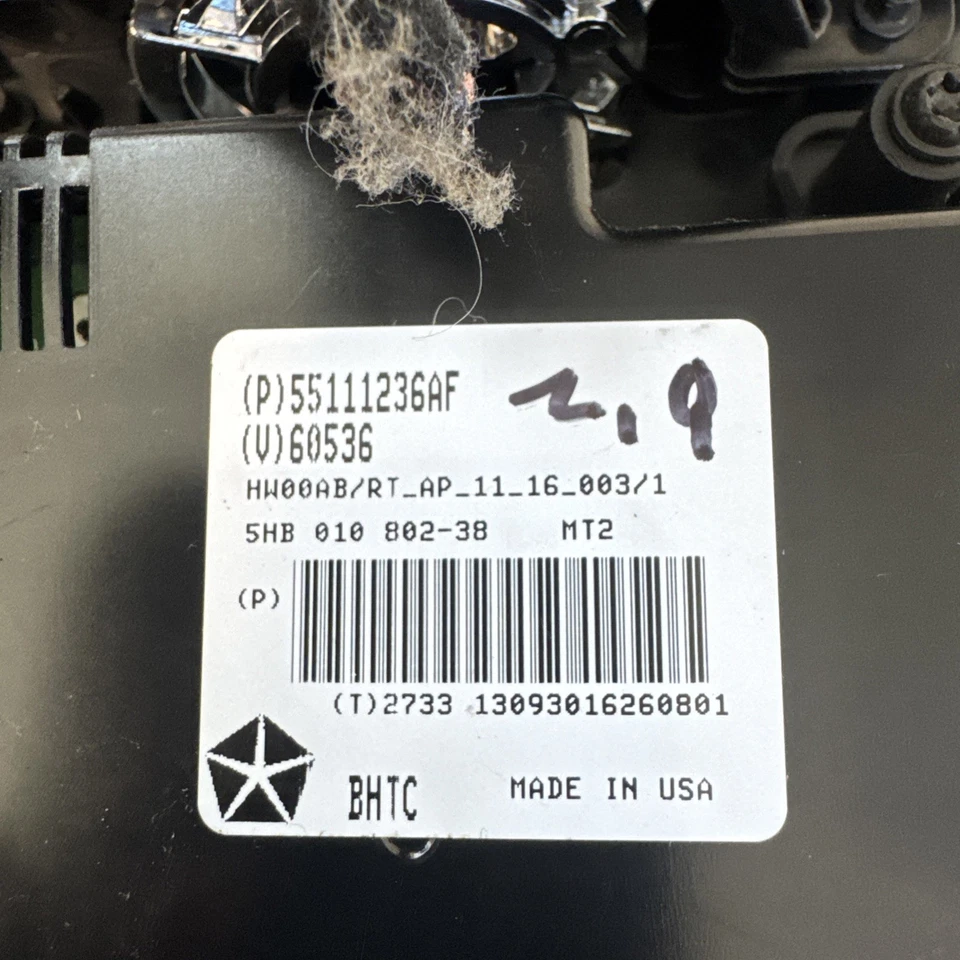 (P)55111236AF
(V)60536
HW00AB/RT_AP_11_16_003/1
5HB 010 802-38 MT2
(P)
(T)2733 13093016260801
BHTC MADE IN USA